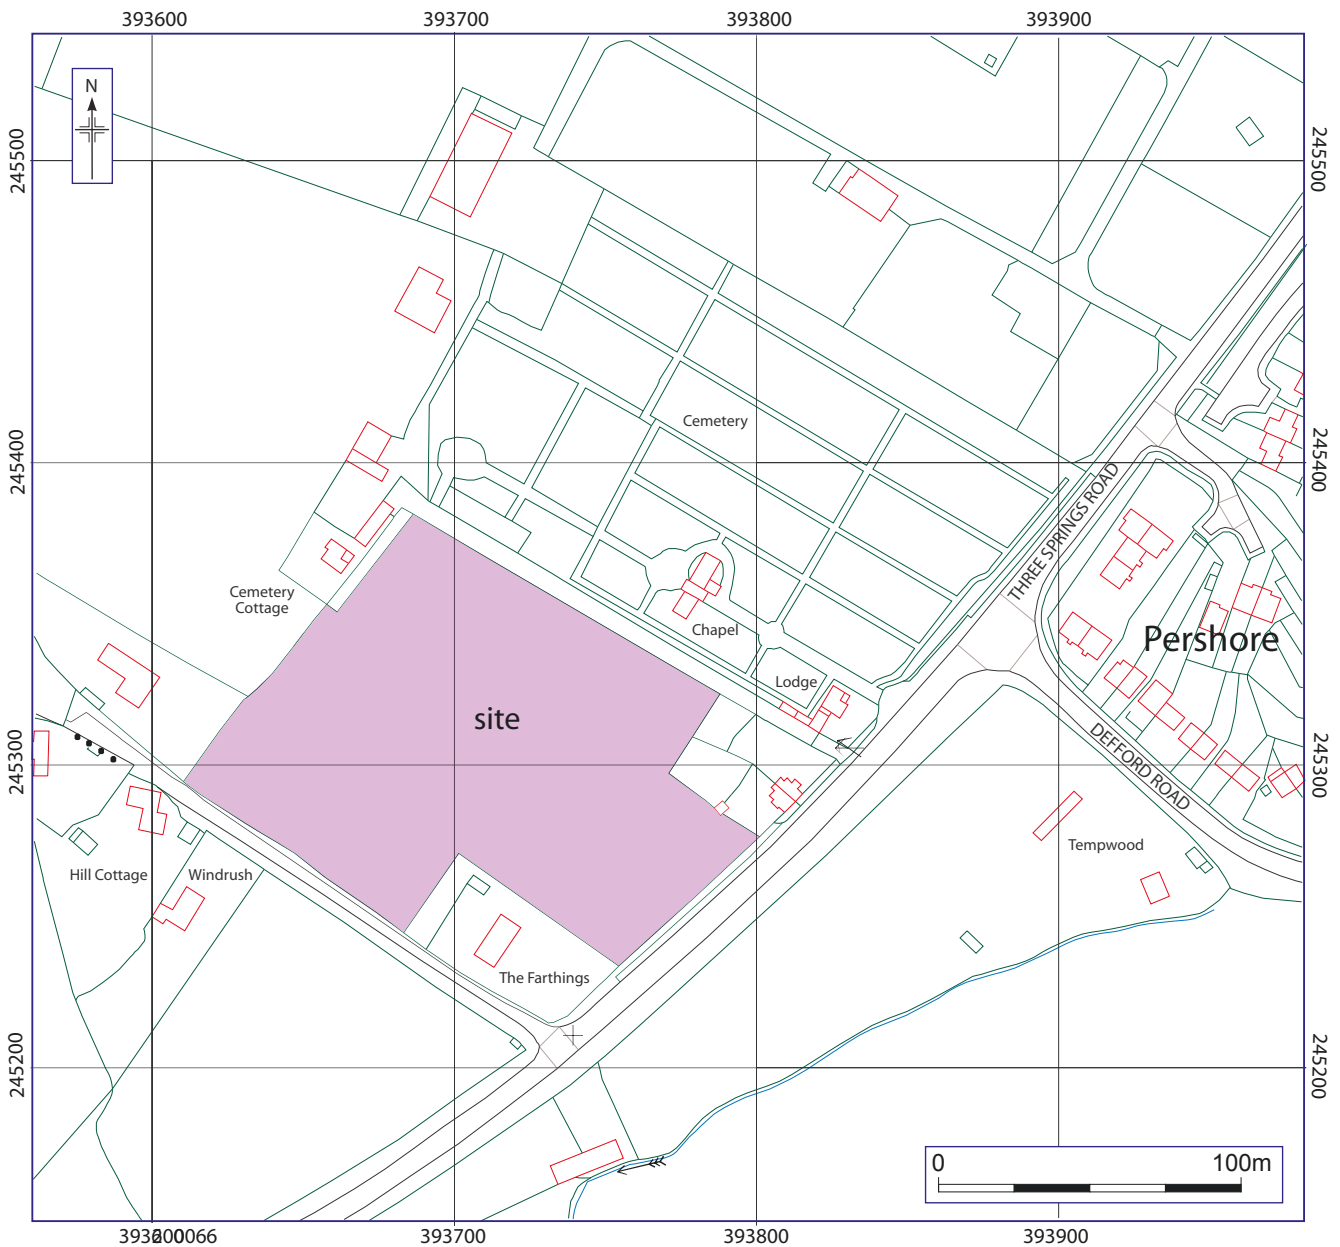 393600
393700
393800
393900
N
245500
245500
Cemetery
245400
245400
THREE SPRINGS ROAD
Cemetery
Cottage
Chapel
Pershore
Lodge
site
DEFFORD ROAD
245300
245300
Tempwood
Hill Cottage
Windrush
The Farthings
245200
245200
0
100m
393700
393800
393900